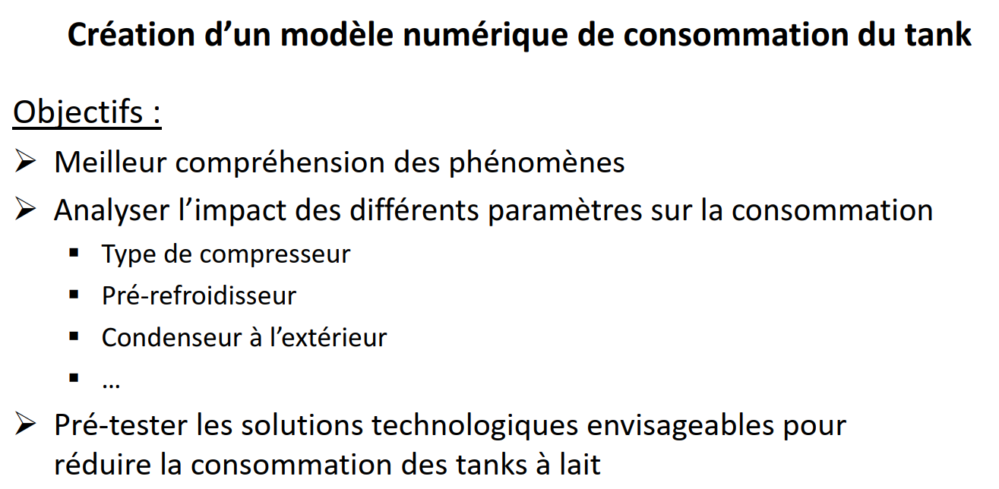 Création d’un modèle numérique de consommation du tank
Objectifs :
➢ Meilleur compréhension des phénomènes
➢ Analyser l’impact des différents paramètres sur la consommation
▪ Type de compresseur
▪ Pré-refroidisseur
▪ Condenseur à l’extérieur
▪ …
➢ Pré-tester les solutions technologiques envisageables pour
réduire la consommation des tanks à lait